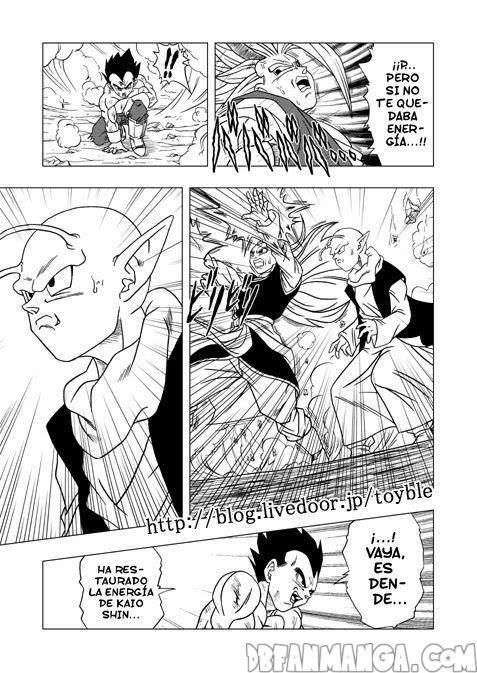 !!
¡¡P..
PERO
SI NO
TE QUE-
DABA
ENER-
GÍA...!!
http://blog.livedoor.jp/toyble
¡...!
VAYA,
ES
DEN-
DE...
HA RES-
TAURADO
LA ENERGÍA
DE KAIO
SHIN...
DBFANMANGA.COM